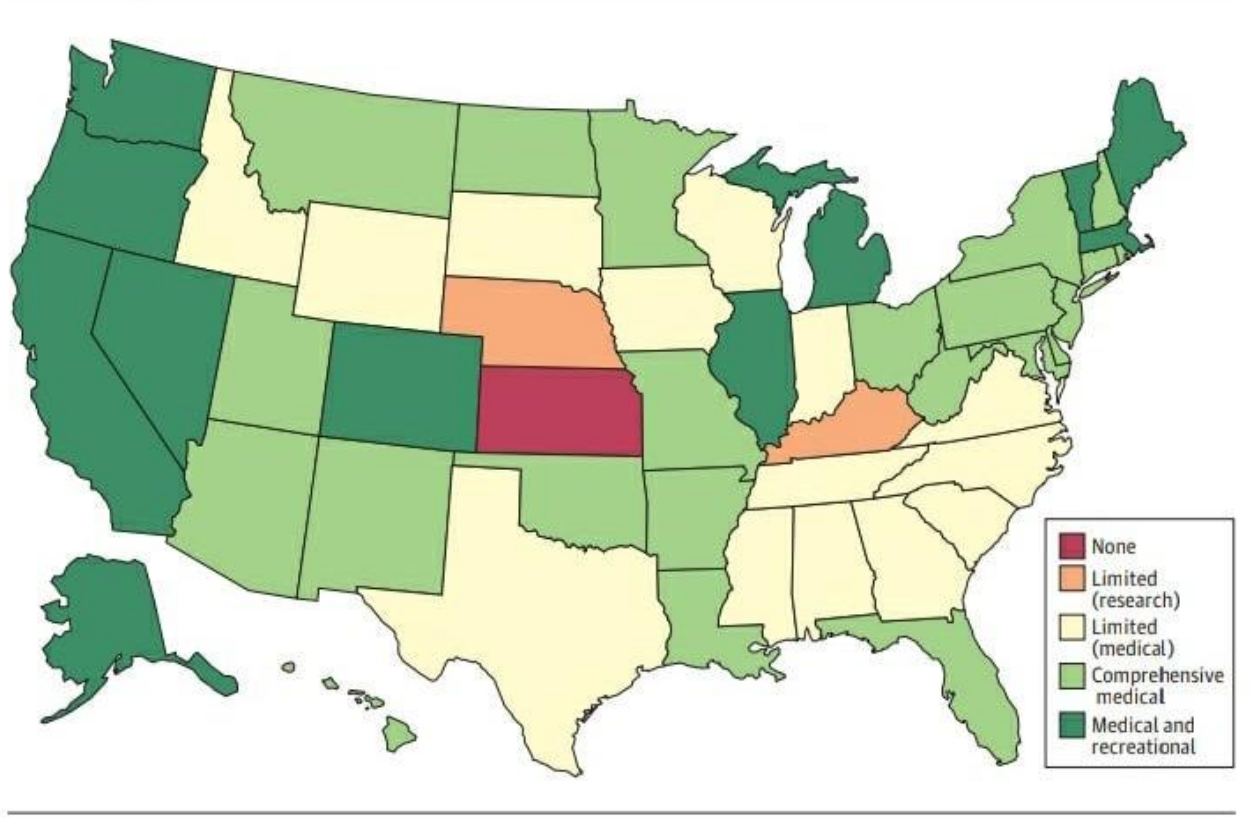 None
Limited
(research)
Limited
(medical)
Comprehensive
medical
Medical and
recreational